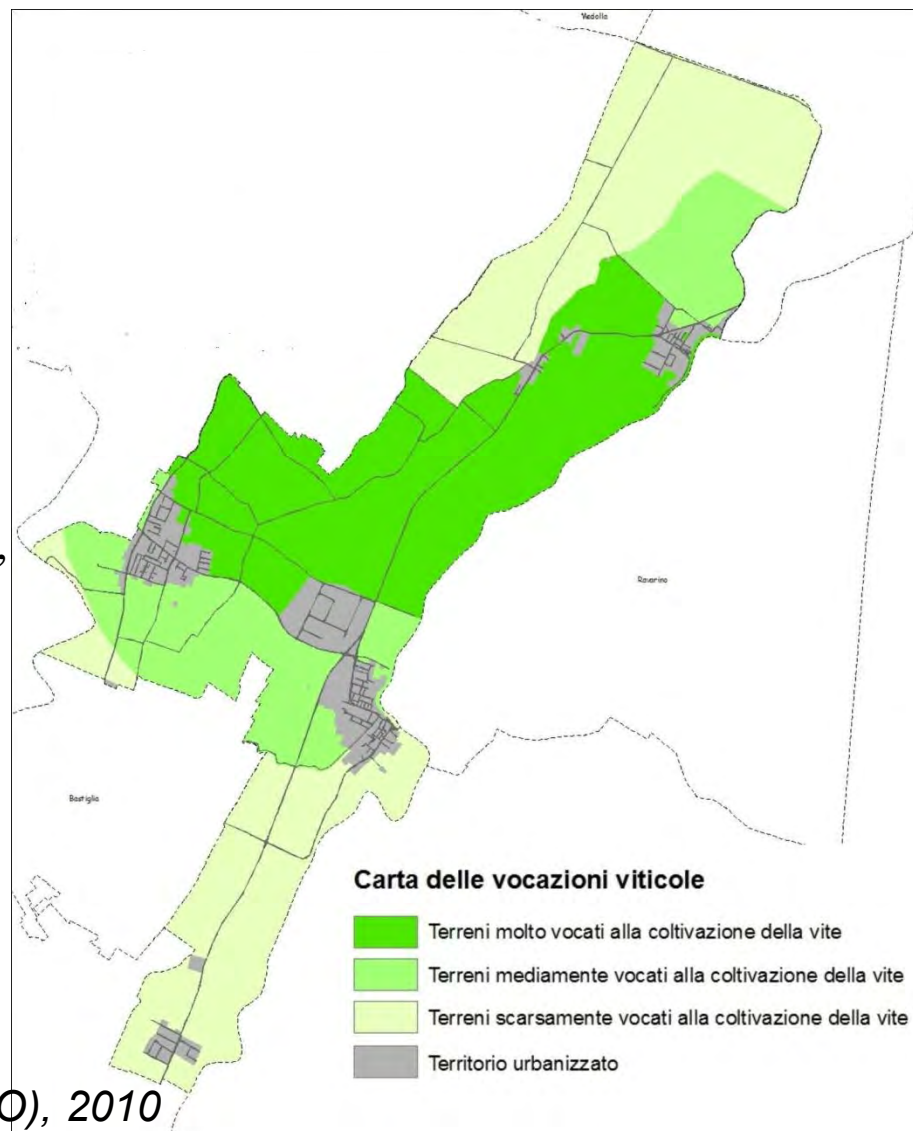 Medolla
,
Ravarino
Bastiglia
Carta delle vocazioni viticole
Terreni molto vocati alla coltivazione della vite
Terreni mediamente vocati alla coltivazione della vite
Terreni scarsamente vocati alla coltivazione della vite
Territorio urbanizzato
O), 2010